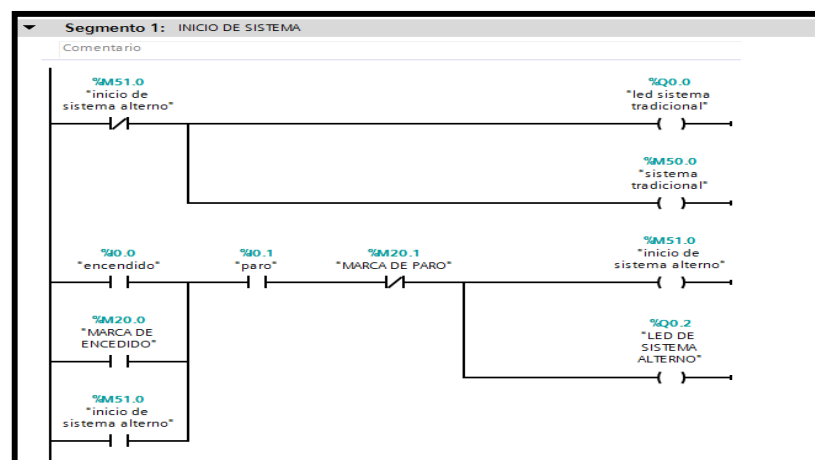 Segmento 1: INICIO DE SISTEMA
Comentario
%M51.0
"inicio de
sistema alterno"
%Q0.0
"led sistema
tradicional"
%M50.0
"sistema
tradicional"
%I0.0
"encendido"
%I0.1
"paro"
%M20.1
"MARCA DE PARO"
%M51.0
"inicio de
sistema alterno"
%M20.0
"MARCA DE
ENCEDIDO"
%Q0.2
"LED DE
SISTEMA
ALTERNO"
%M51.0
"inicio de
sistema alterno"